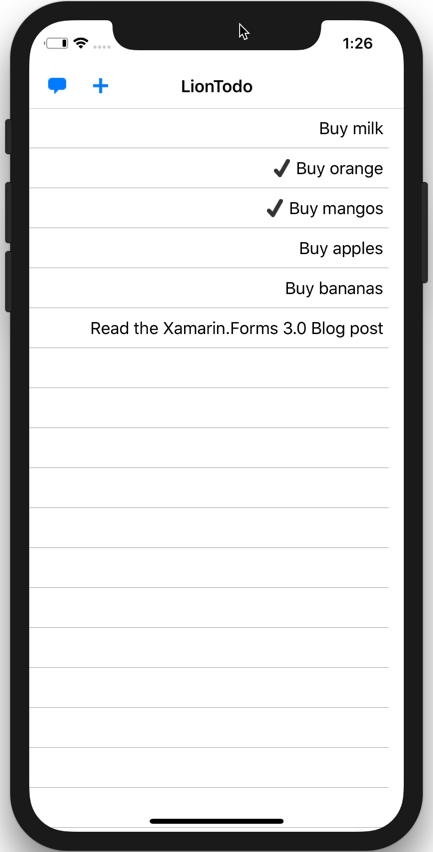 1:26
LionTodo
Buy milk
✔ Buy orange
✔ Buy mangos
Buy apples
Buy bananas
Read the Xamarin.Forms 3.0 Blog post